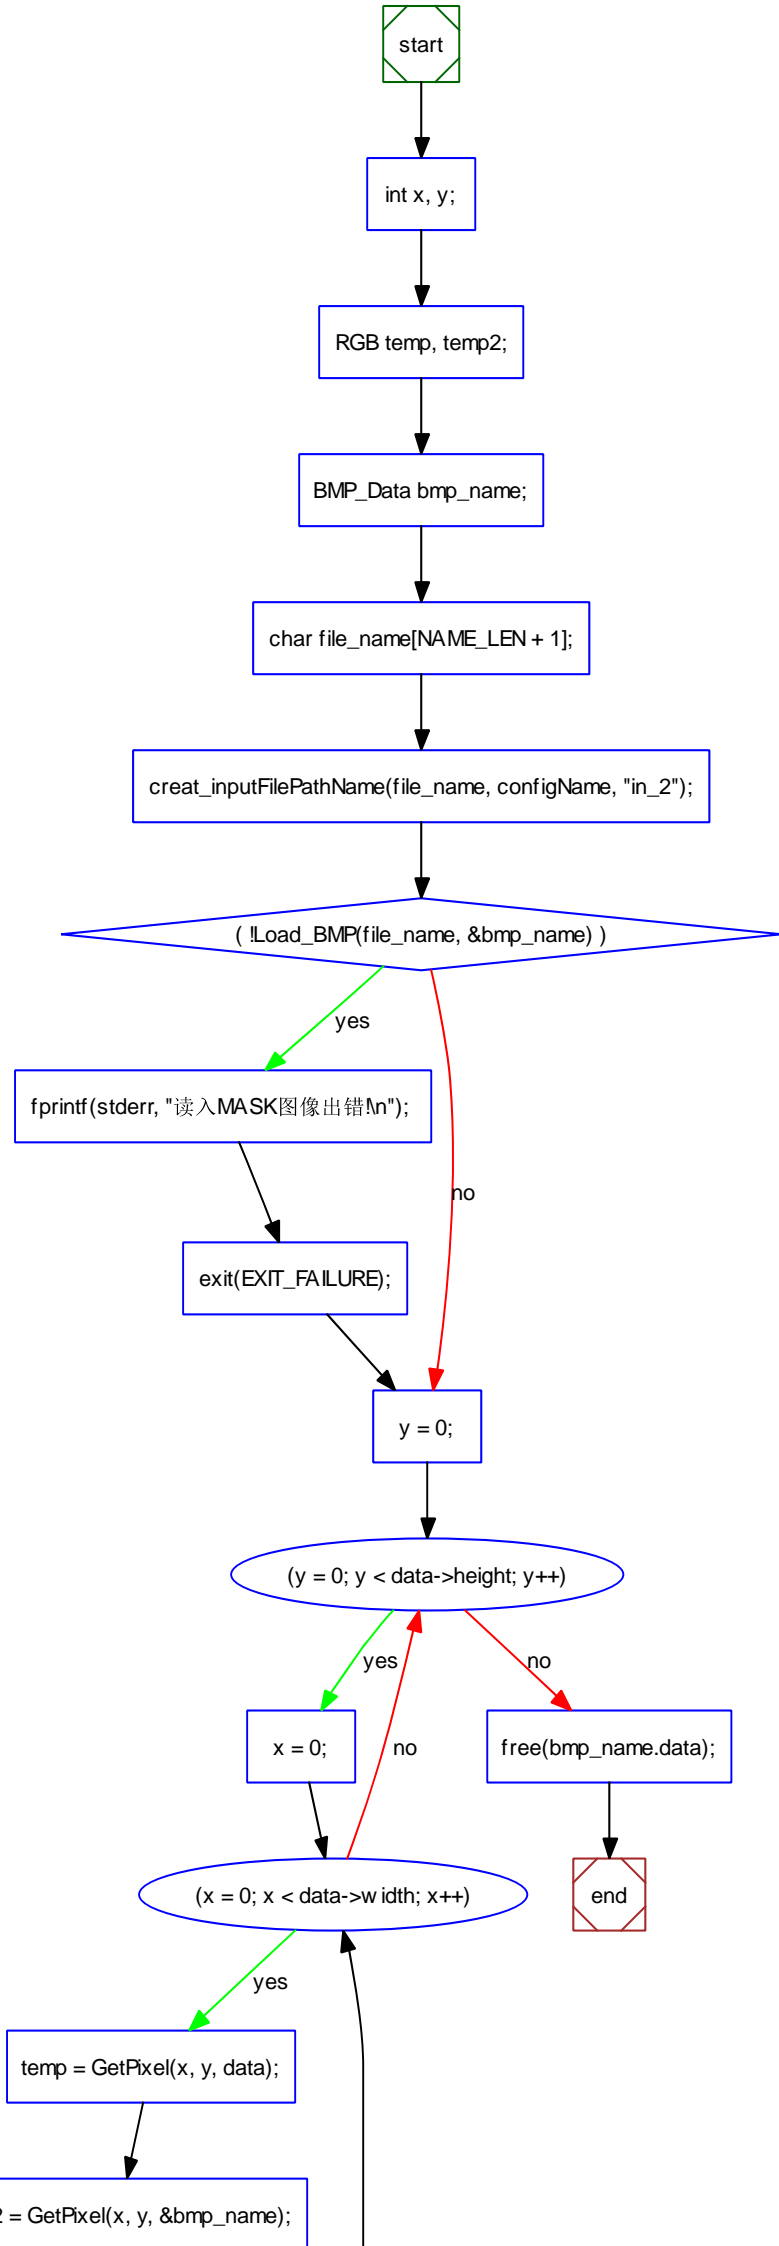 start
int x, y;
RGB temp, temp2;
BMP_Data bmp_name;
char file_name[NAME_LEN + 1];
creat_inputFilePathName(file_name, configName, "in_2");
( !Load_BMP(file_name, &bmp_name) )
yes
fprintf(stderr, "读入MASK图像出错!\n");
no
exit(EXIT_FAILURE);
y = 0;
(y = 0; y < data->height; y++)
yes
no
x = 0;
no
free(bmp_name.data);
(x = 0; x < data->width; x++)
end
yes
temp = GetPixel(x, y, data);
2 = GetPixel(x, y, &bmp_name);